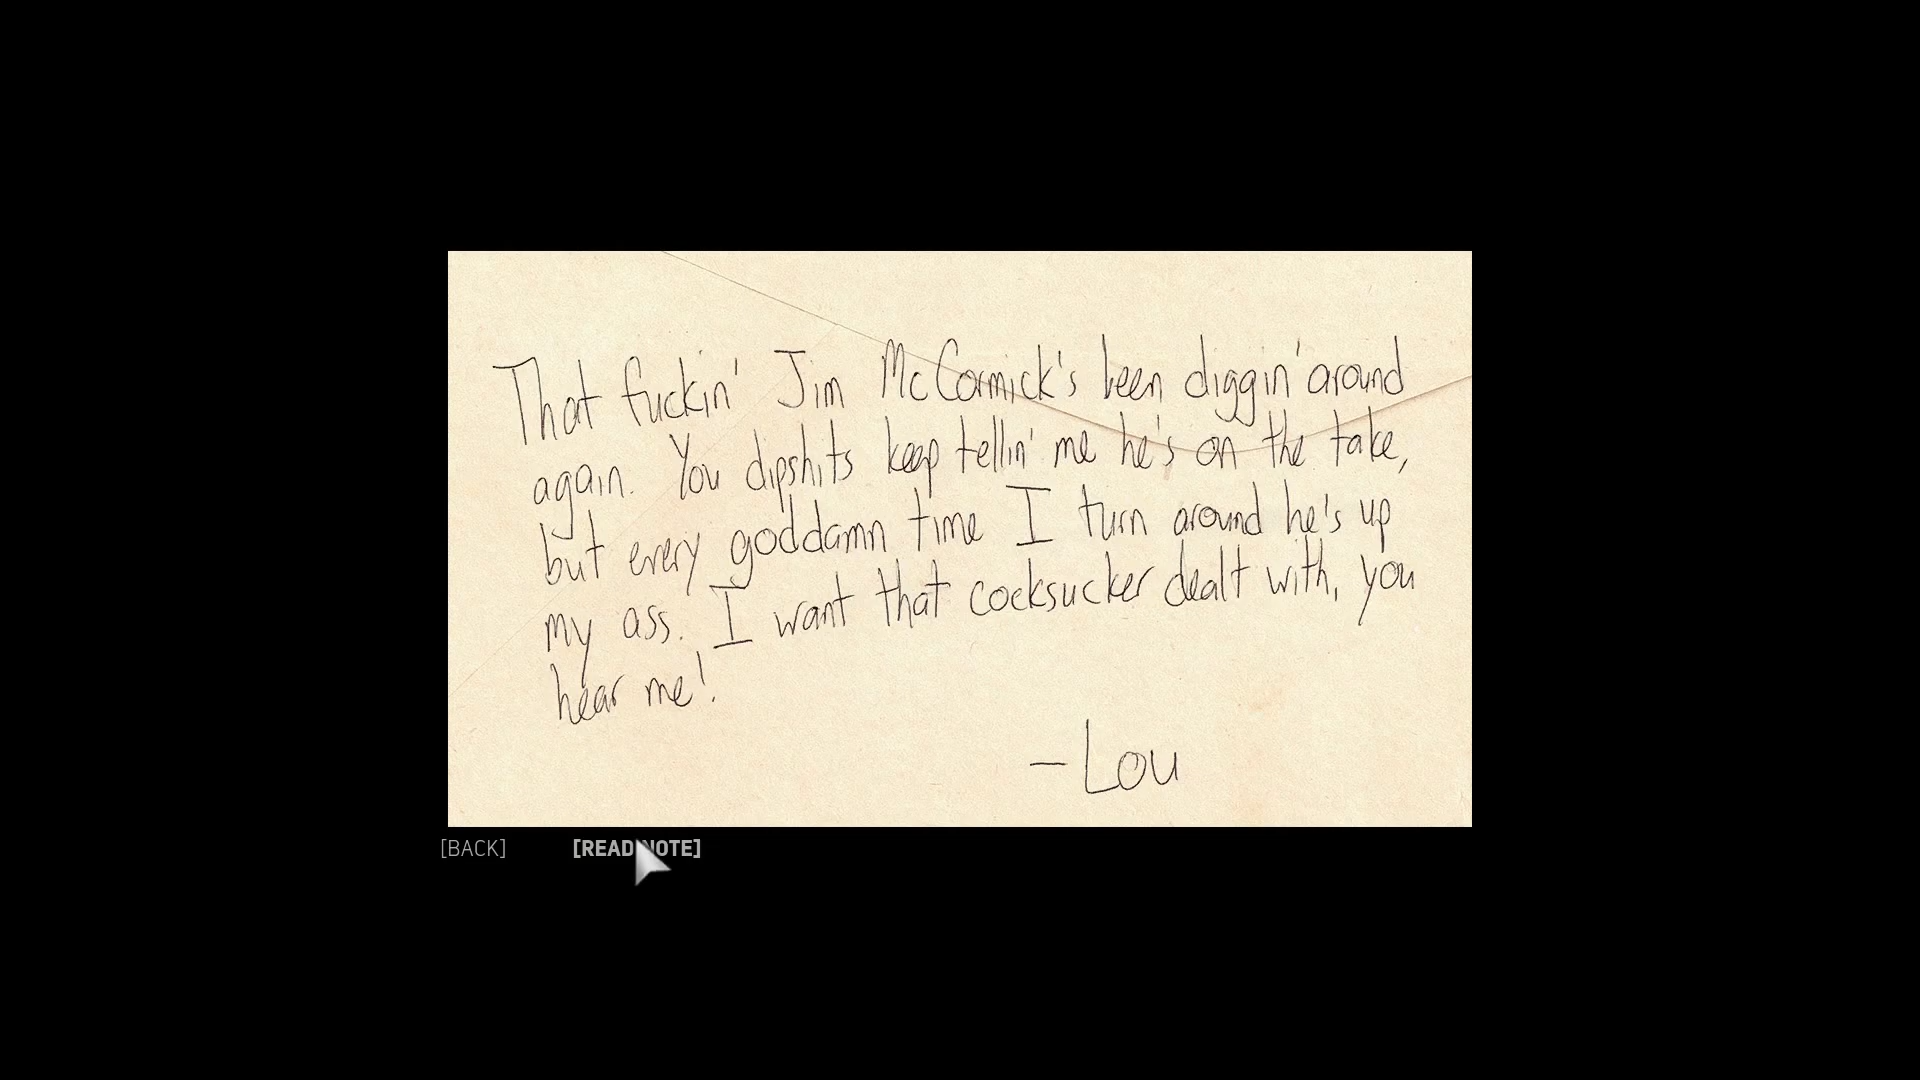 That fuckin' Jim McCormick's been diggin' around
again. You dipshits keep tellin' me he's on the take,
but every goddamn time I turn around he's up
my ass. I want that cocksucker dealt with, you
hear me!
- Lou
[BACK] [READ NOTE]